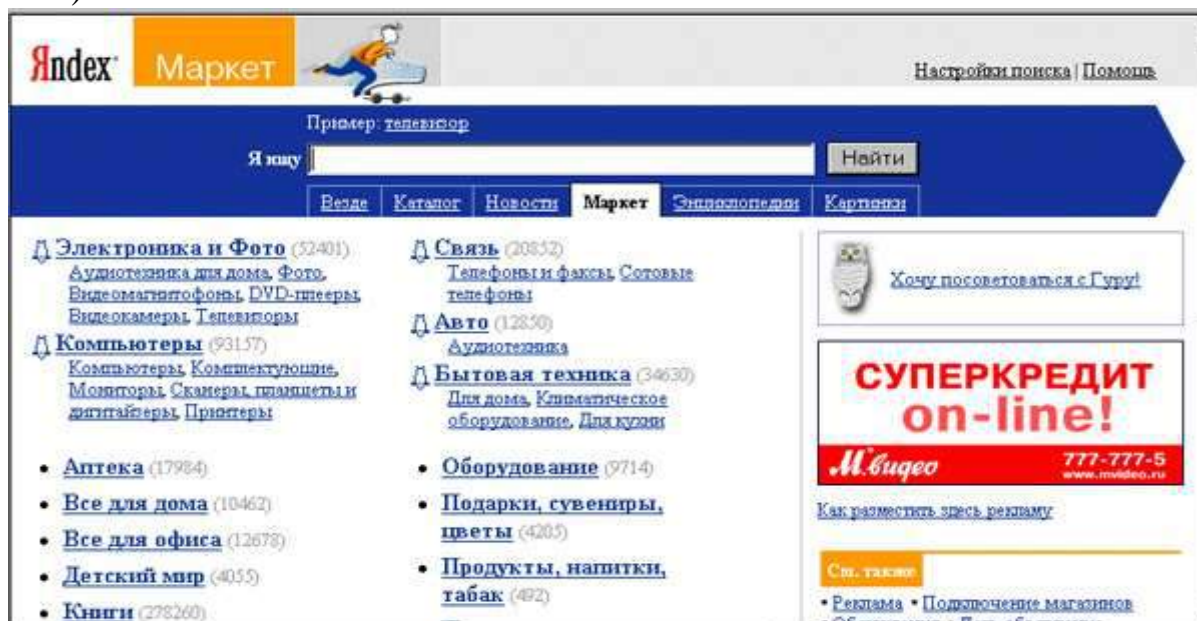 Яndex
Маркет
Настройки поиска | Помощь
Пример: телевизор
Я ищу
Найти
Везде
Каталог
Новости
Маркет
Энциклопедии
Картинки
Электроника и Фото (52401)
Аудиотехника для дома, Фото,
Видеомагнитофоны, DVD-плееры,
Видеокамеры, Телевизоры
Компьютеры (93157)
Компьютеры, Комплектующие,
Мониторы, Сканеры, планшеты и
дигитайзеры, Принтеры
Связь (20852)
Телефоны и факсы, Сотовые
телефоны
Авто (12850)
Аудиотехника
Бытовая техника (34630)
Для дома, Климатическое
оборудование, Для кухни
• Аптека (17984)
• Все для дома (10462)
• Все для офиса (12678)
• Детский мир (4055)
• Книги (278260)
• Оборудование (9714)
• Подарки, сувениры,
цветы (4205)
• Продукты, напитки,
табак (492)
Хочу посоветоваться с Гуру!
СУПЕРКРЕДИТ
on-line!
М.видео
777-777-5
www.mvideo.ru
Как разместить здесь рекламу
См. также
• Реклама • Подключение магазинов